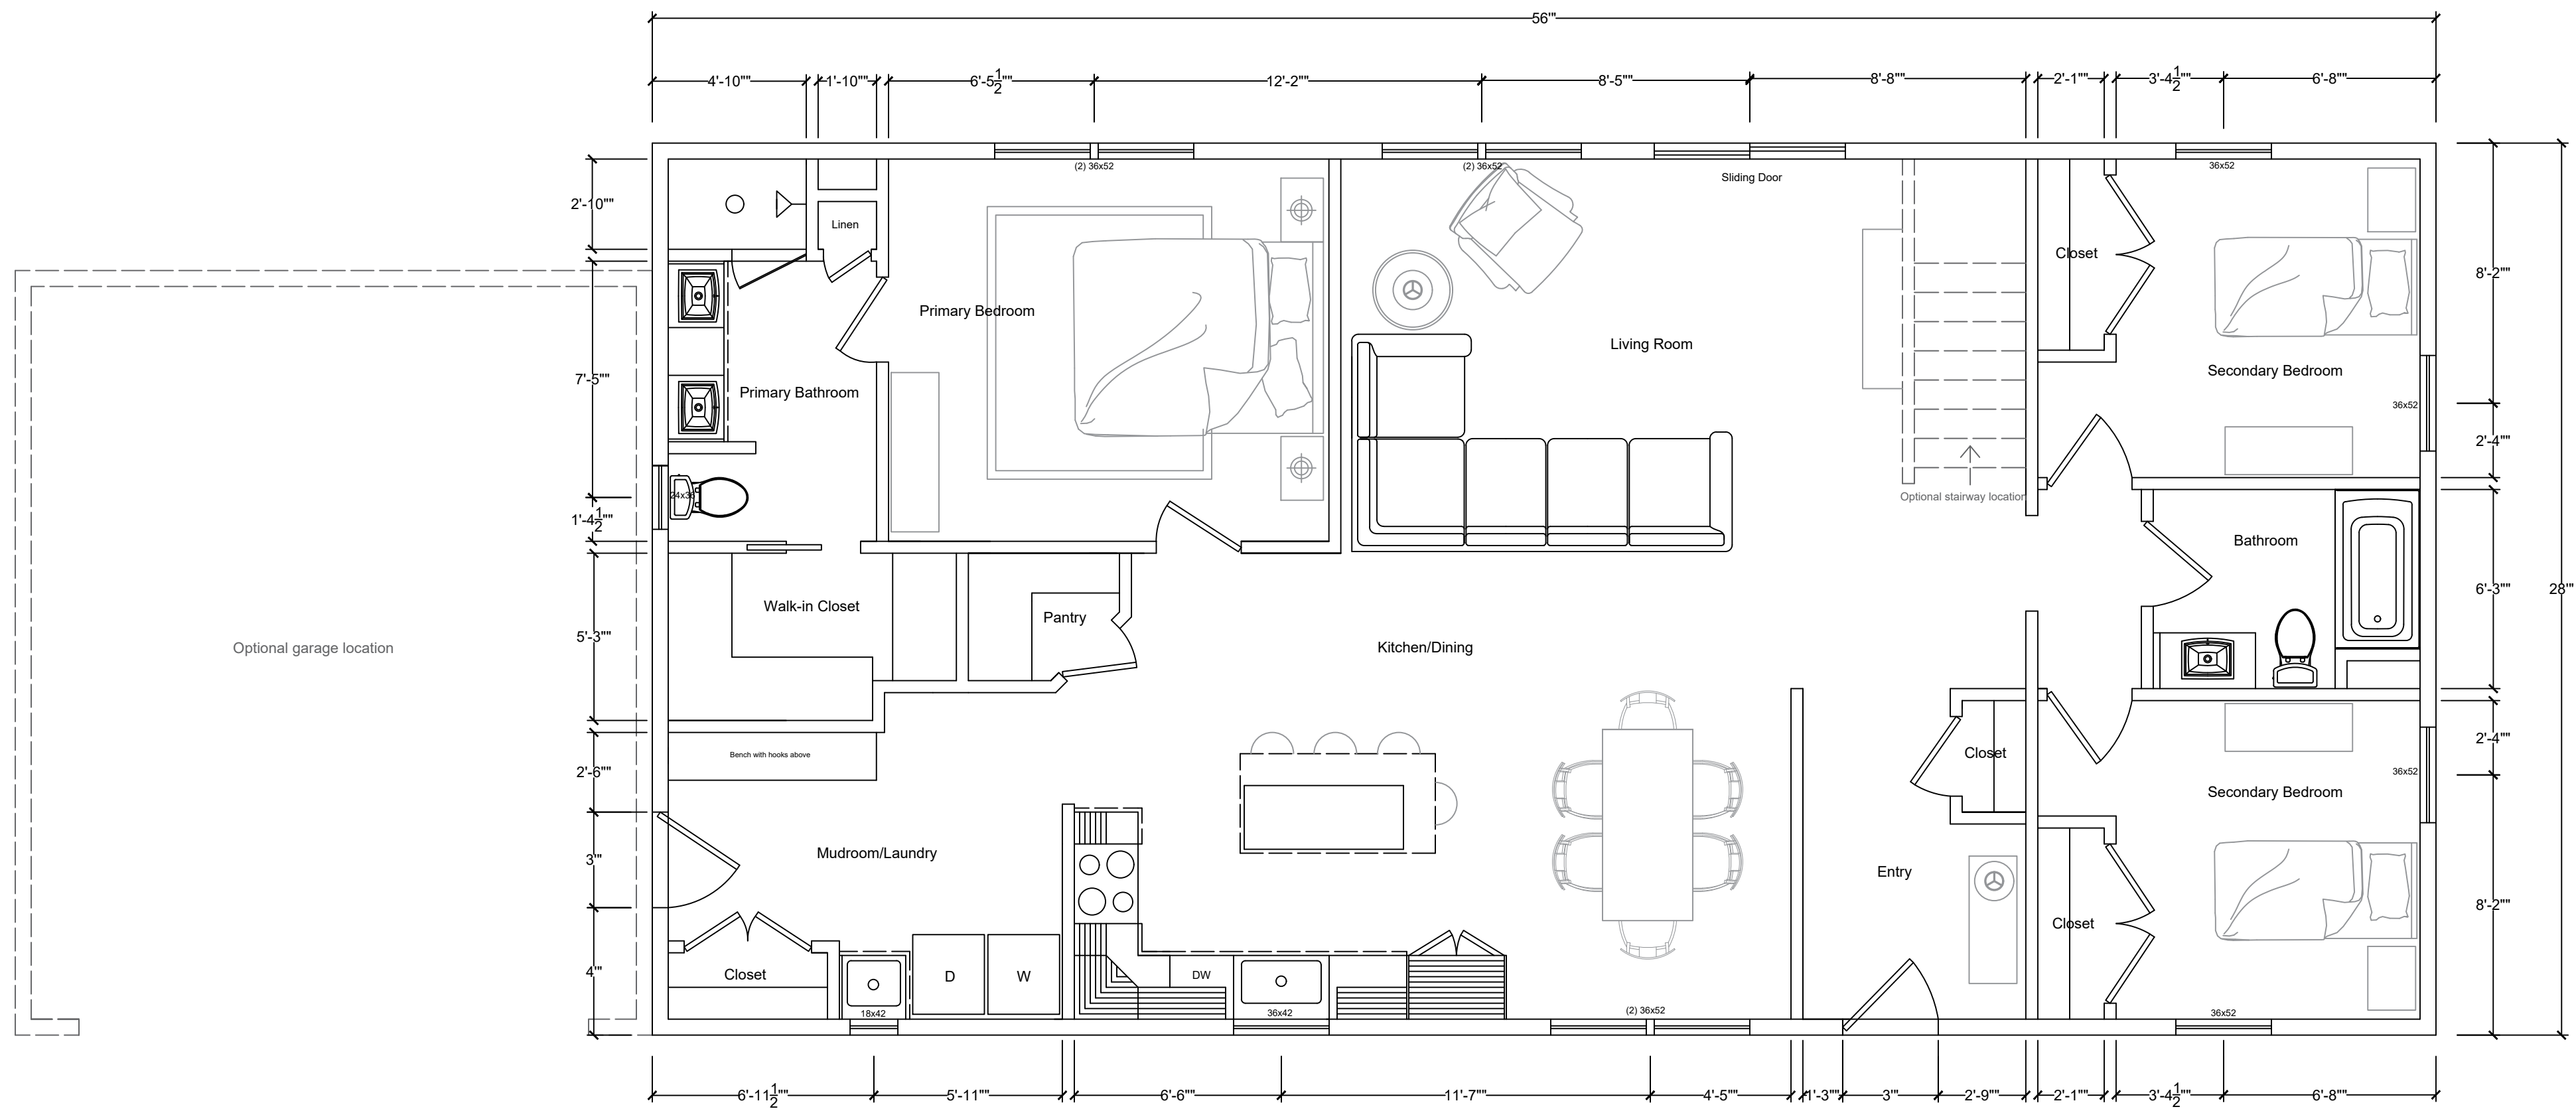 56'"
4'-10""
1'-10""
6'-5 1/2""
12'-2""
8'-5""
8'-8""
2'-1""
3'-4 1/2""
6'-8""
(2) 36x52
(2) 36x52
36x52
Sliding Door
2'-10""
Linen
Closet
8'-2""
Primary Bedroom
Living Room
Secondary Bedroom
7'-5""
Primary Bathroom
36x52
2'-4""
24x36
Optional stairway location
1'-4 1/2""
Bathroom
6'-3""
28'"
Walk-in Closet
Pantry
5'-3""
Optional garage location
Kitchen/Dining
2'-4""
Bench with hooks above
Closet
2'-6""
36x52
Secondary Bedroom
3'"
Mudroom/Laundry
Entry
8'-2""
Closet
4'"
Closet
D
W
DW
18x42
36x42
(2) 36x52
36x52
6'-11 1/2""
5'-11""
6'-6""
11'-7""
4'-5""
1'-3""
3'"
2'-9""
2'-1""
3'-4 1/2""
6'-8""